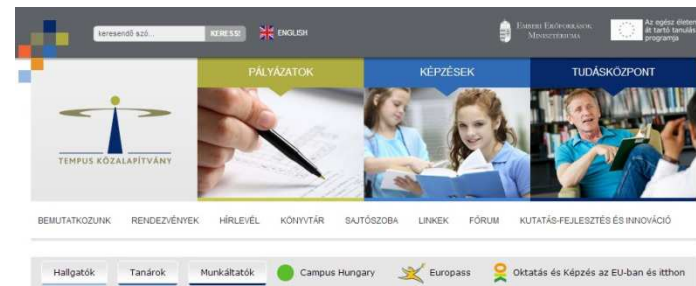 keresendő szó...
KERESS!
ENGLISH
EMBERI ERŐFORRÁSOK
MINISZTÉRIUMA
Az egész életen
át tartó tanulás
programja
PÁLYÁZATOK
KÉPZÉSEK
TUDÁSKÖZPONT
TEMPUS KÖZALAPÍTVÁNY
BEMUTATKOZUNK RENDEZVÉNYEK HÍRLEVÉL KÖNYVTÁR SAJTÓSZOBA LINKEK FÓRUM KUTATÁS-FEJLESZTÉS ÉS INNOVÁCIÓ
Hallgatók Tanárok Munkáltatók Campus Hungary Europass Oktatás és Képzés az EU-ban és itthon